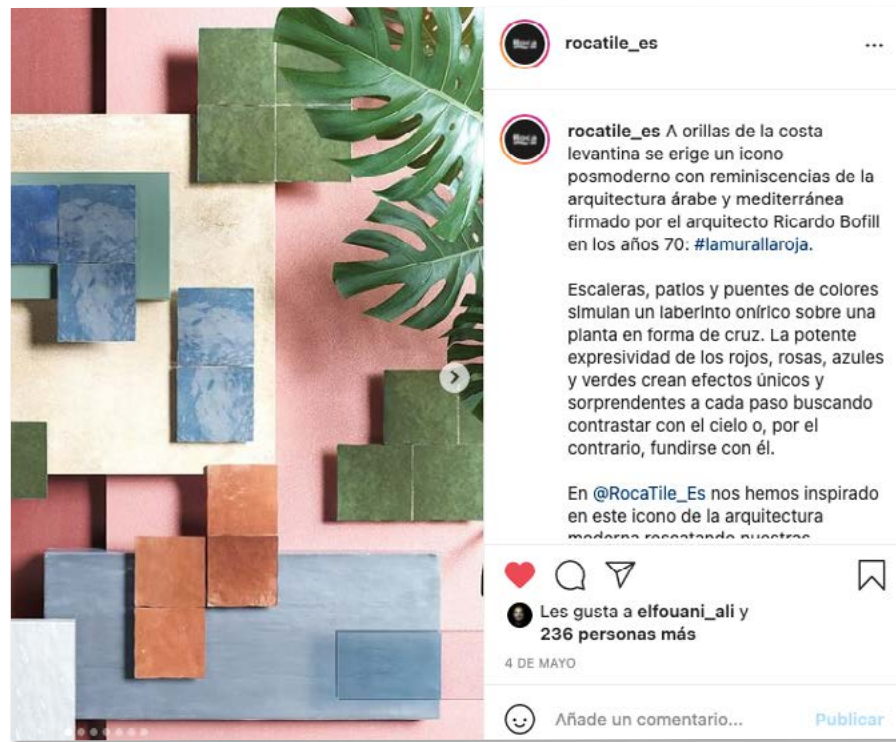 rocatile_es
rocatile_es A orillas de la costa
levantina se erige un icono
posmoderno con reminiscencias de la
arquitectura árabe y mediterránea
firmado por el arquitecto Ricardo Bofill
en los años 70: #lamurallaroja.
Escaleras, patios y puentes de colores
simulan un laberinto onírico sobre una
planta en forma de cruz. La potente
expresividad de los rojos, rosas, azules
y verdes crean efectos únicos y
sorprendentes a cada paso buscando
contrastar con el cielo o, por el
contrario, fundirse con él.
En @RocaTile_Es nos hemos inspirado
en este icono de la arquitectura
moderna rescatando nuestras
Les gusta a elfouani_ali y
236 personas más
4 DE MAYO
Añade un comentario...
Publicar